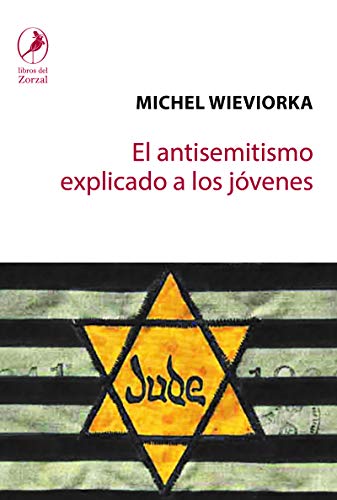 libros del
Zorzal
MICHEL WIEVIORKA
El antisemitismo
explicado a los jóvenes
Jude